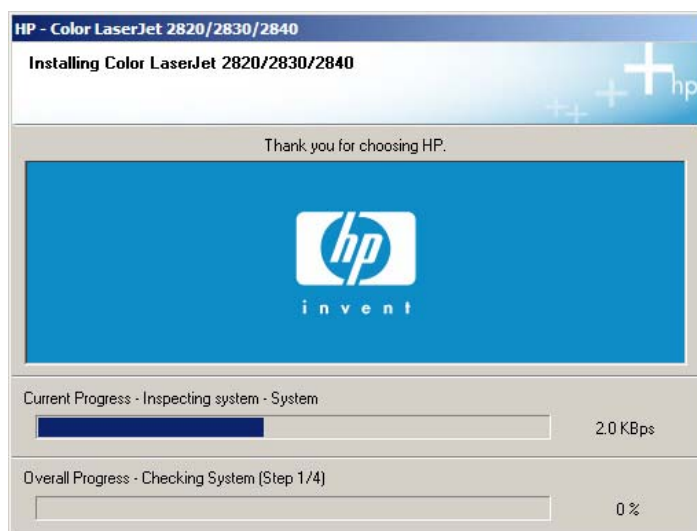 HP - Color LaserJet 2820/2830/2840
Installing Color LaserJet 2820/2830/2840
hp
Thank you for choosing HP.
hp
invent
Current Progress - Inspecting system - System
2.0 KBps
Overall Progress - Checking System (Step 1/4)
0 %